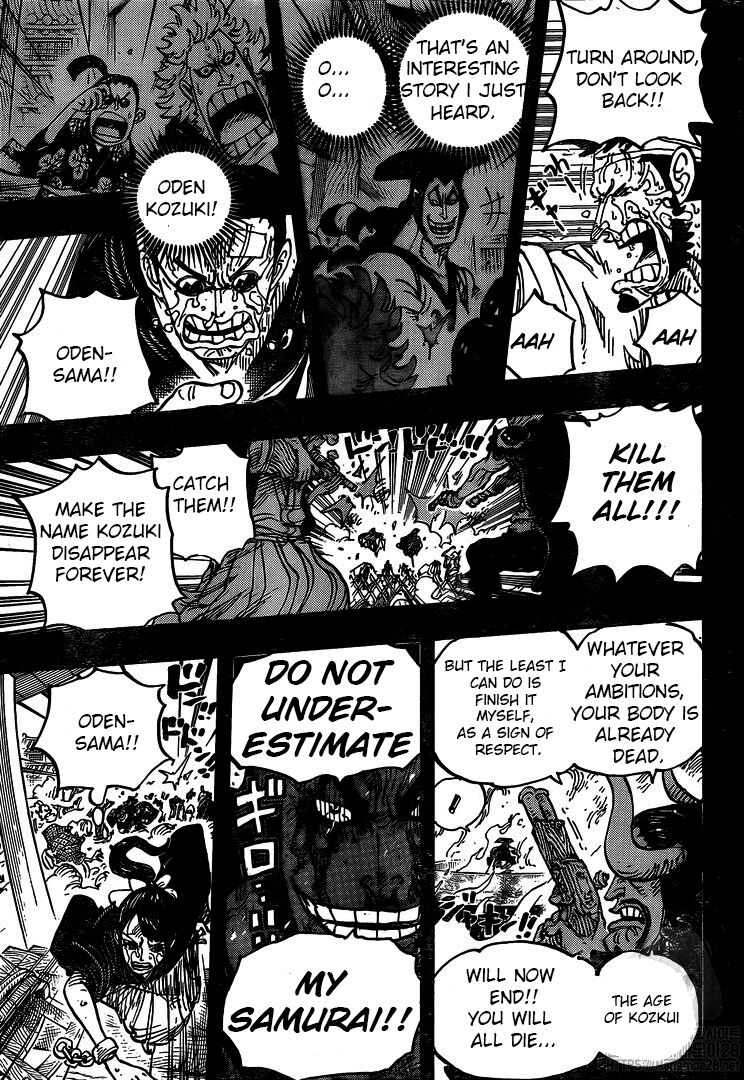 TURN AROUND,
DON'T LOOK
BACK!!
AAH
AAH
THAT'S AN
INTERESTING
STORY I JUST
HEARD.
O...
O...
ODEN
KOZUKI!
ODEN-
SAMA!!
KILL
THEM
ALL!!!
CATCH
THEM!!
MAKE THE
NAME KOZUKI
DISAPPEAR
FOREVER!
WHATEVER
YOUR
AMBITIONS,
YOUR BODY IS
ALREADY
DEAD.
BUT THE LEAST I
CAN DO IS
FINISH IT
MYSELF,
AS A SIGN OF
RESPECT.
!
THE AGE
OF KOZKUI
WILL NOW
END!!
YOU WILL
ALL DIE...
DO NOT
UNDER-
ESTIMATE
ギロ..ッ
MY
SAMURAI!!
ODEN-
SAMA!!